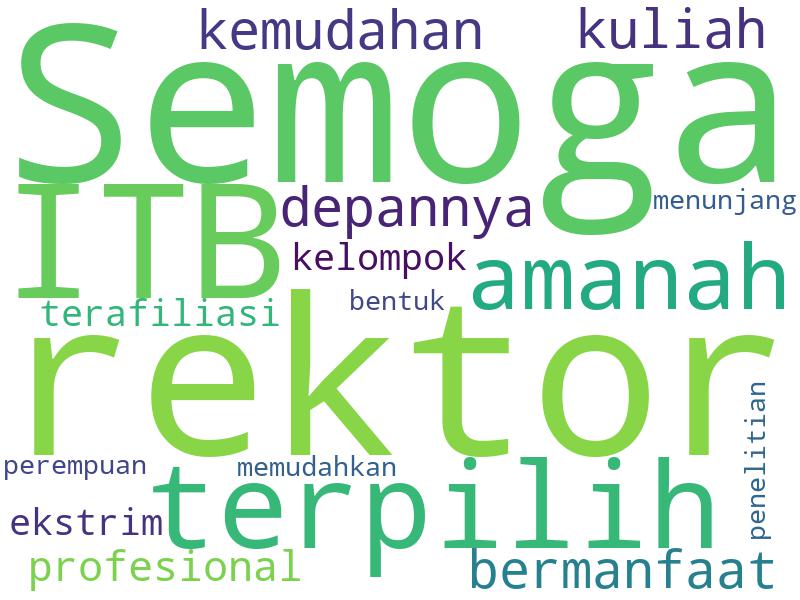 kemudahan
kuliah
Semoga
ITB
depannya
menunjang
kelompok
amanah
terafiliasi
bentuk
rektor
penelitian
perempuan
memudahkan
terpilih
ekstrim
profesional
bermanfaat